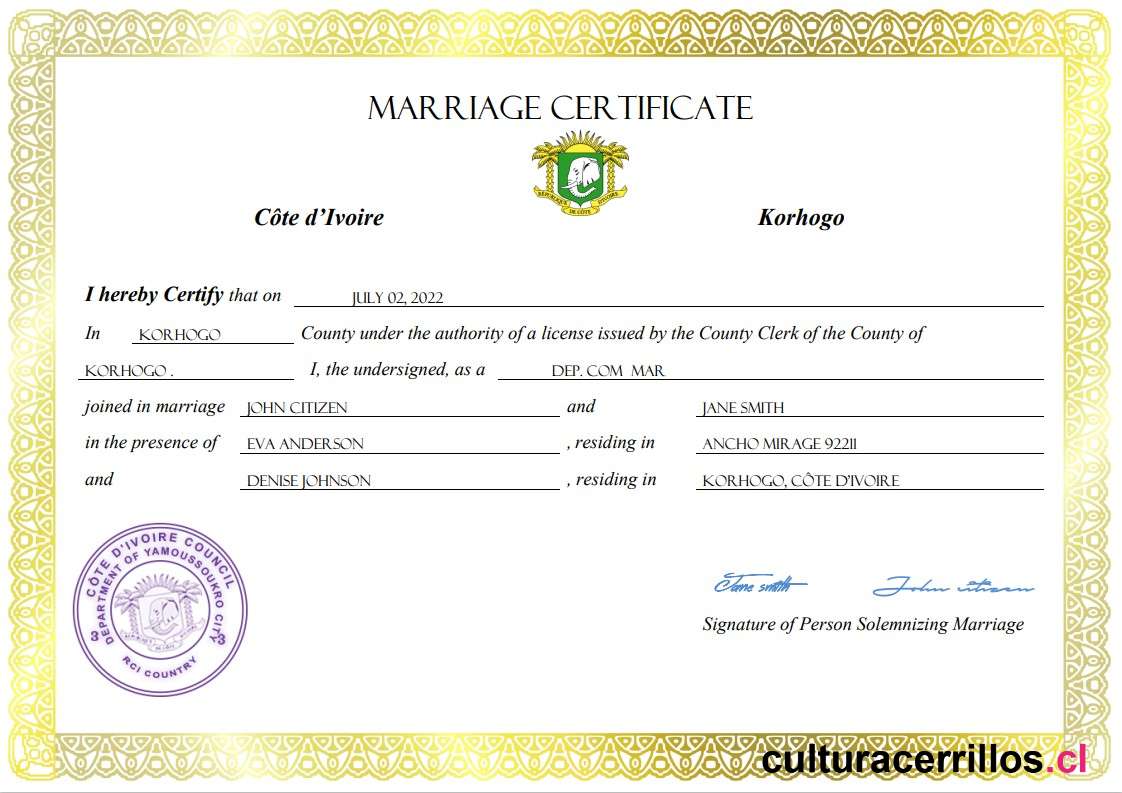 MARRIAGE CERTIFICATE
RÉPUBLIQUE DE CÔTE D'IVOIRE
Côte d'Ivoire Korhogo
I hereby Certify that on JULY 02, 2022
In KORHOGO County under the authority of a license issued by the County Clerk of the County of
KORHOGO . I, the undersigned, as a DEP. COM MAR
joined in marriage JOHN CITIZEN and JANE SMITH
in the presence of EVA ANDERSON , residing in ANCHO MIRAGE 92211
and DENISE JOHNSON , residing in KORHOGO, CÔTE D'IVOIRE
CÔTE D'IVOIRE COUNCIL
DEPARTMENT OF YAMOUSSOUKRO CITY
3 3
RCI COUNTRY
Jane smith John citizen
Signature of Person Solemnizing Marriage
culturacerrillos.cl